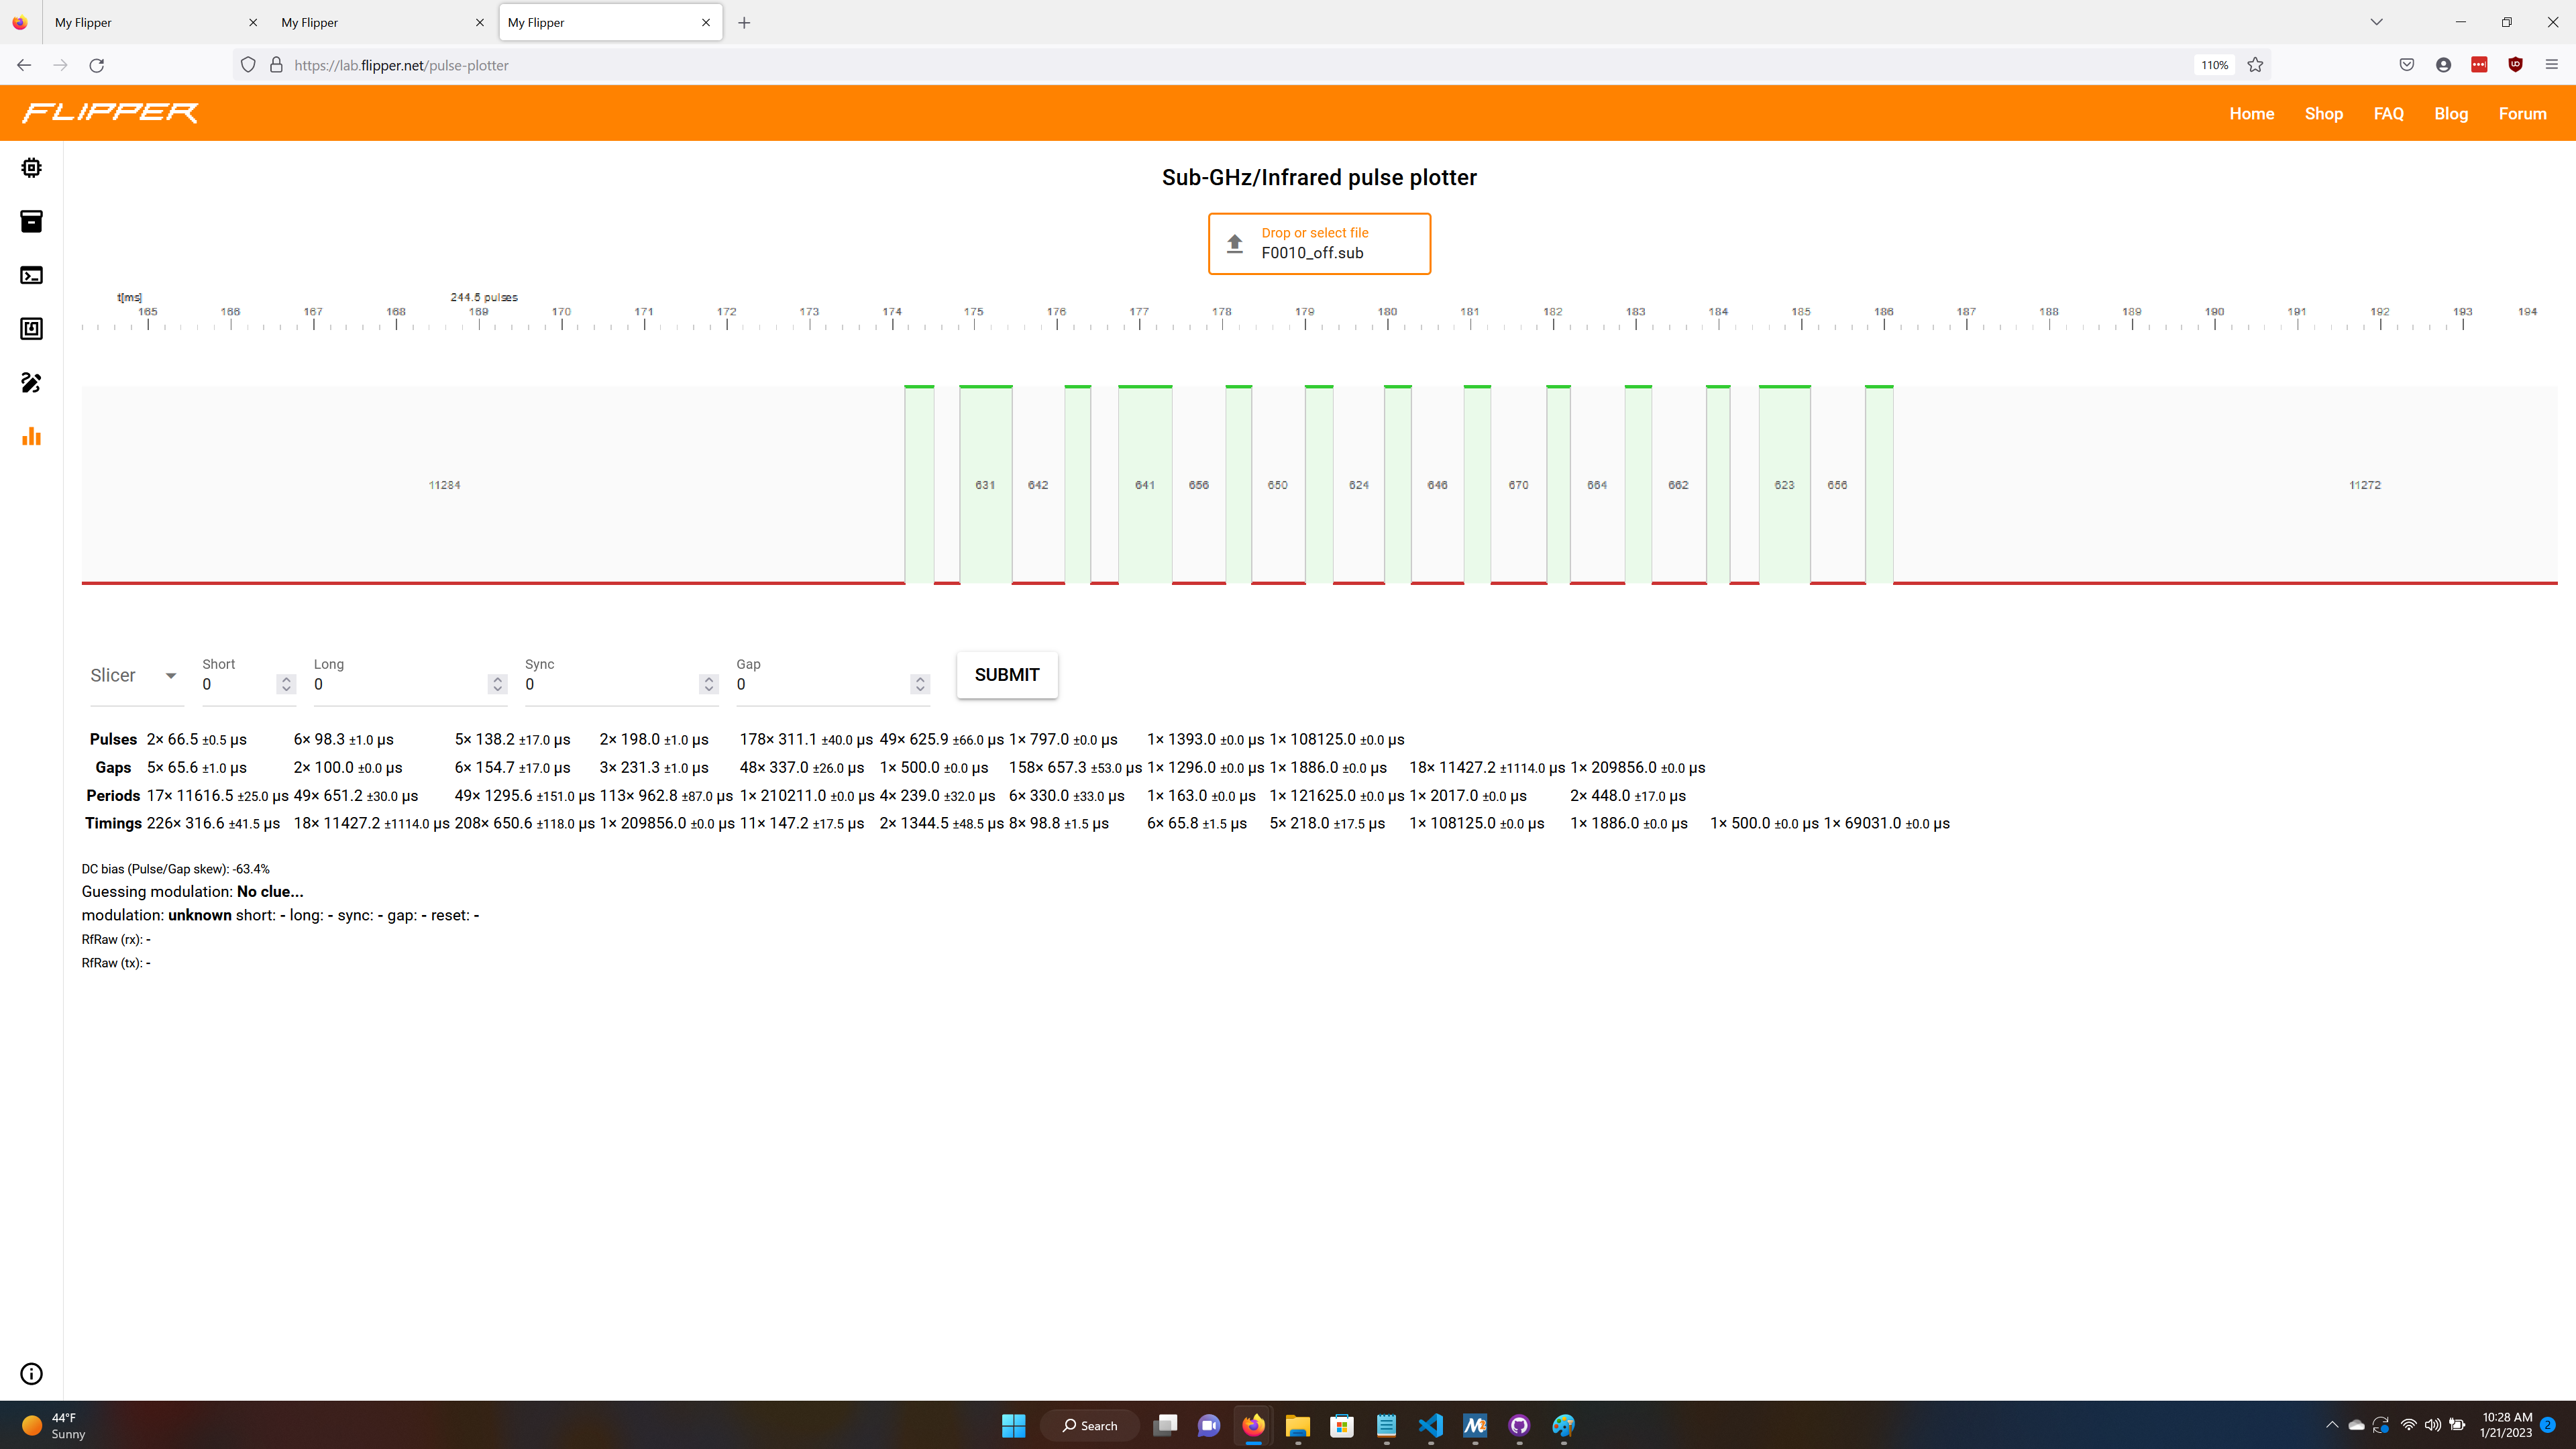 My Flipper My Flipper My Flipper
https://lab.flipper.net/pulse-plotter 110%
FLIPPER Home Shop FAQ Blog Forum
Sub-GHz/Infrared pulse plotter
Drop or select file
F0010_off.sub
t[ms] 244.5 pulses
165 166 167 168 169 170 171 172 173 174 175 176 177 178 179 180 181 182 183 184 185 186 187 188 189 190 191 192 193 194
11284 631 642 641 656 650 624 646 670 664 662 623 656 11272
Slicer Short Long Sync Gap
0 0 0 0 SUBMIT
Pulses 2× 66.5 ±0.5 µs 6× 98.3 ±1.0 µs 5× 138.2 ±17.0 µs 2× 198.0 ±1.0 µs 178× 311.1 ±40.0 µs 49× 625.9 ±66.0 µs 1× 797.0 ±0.0 µs 1× 1393.0 ±0.0 µs 1× 108125.0 ±0.0 µs
Gaps 5× 65.6 ±1.0 µs 2× 100.0 ±0.0 µs 6× 154.7 ±17.0 µs 3× 231.3 ±1.0 µs 48× 337.0 ±26.0 µs 1× 500.0 ±0.0 µs 158× 657.3 ±53.0 µs 1× 1296.0 ±0.0 µs 1× 1886.0 ±0.0 µs 18× 11427.2 ±1114.0 µs 1× 209856.0 ±0.0 µs
Periods 17× 11616.5 ±25.0 µs 49× 651.2 ±30.0 µs 49× 1295.6 ±151.0 µs 113× 962.8 ±87.0 µs 1× 210211.0 ±0.0 µs 4× 239.0 ±32.0 µs 6× 330.0 ±33.0 µs 1× 163.0 ±0.0 µs 1× 121625.0 ±0.0 µs 1× 2017.0 ±0.0 µs 2× 448.0 ±17.0 µs
Timings 226× 316.6 ±41.5 µs 18× 11427.2 ±1114.0 µs 208× 650.6 ±118.0 µs 1× 209856.0 ±0.0 µs 11× 147.2 ±17.5 µs 2× 1344.5 ±48.5 µs 8× 98.8 ±1.5 µs 6× 65.8 ±1.5 µs 5× 218.0 ±17.5 µs 1× 108125.0 ±0.0 µs 1× 1886.0 ±0.0 µs 1× 500.0 ±0.0 µs 1× 69031.0 ±0.0 µs
DC bias (Pulse/Gap skew): -63.4%
Guessing modulation: No clue...
modulation: unknown short: - long: - sync: - gap: - reset: -
RfRaw (rx): -
RfRaw (tx): -
44°F
Sunny
Search
10:28 AM
1/21/2023 2